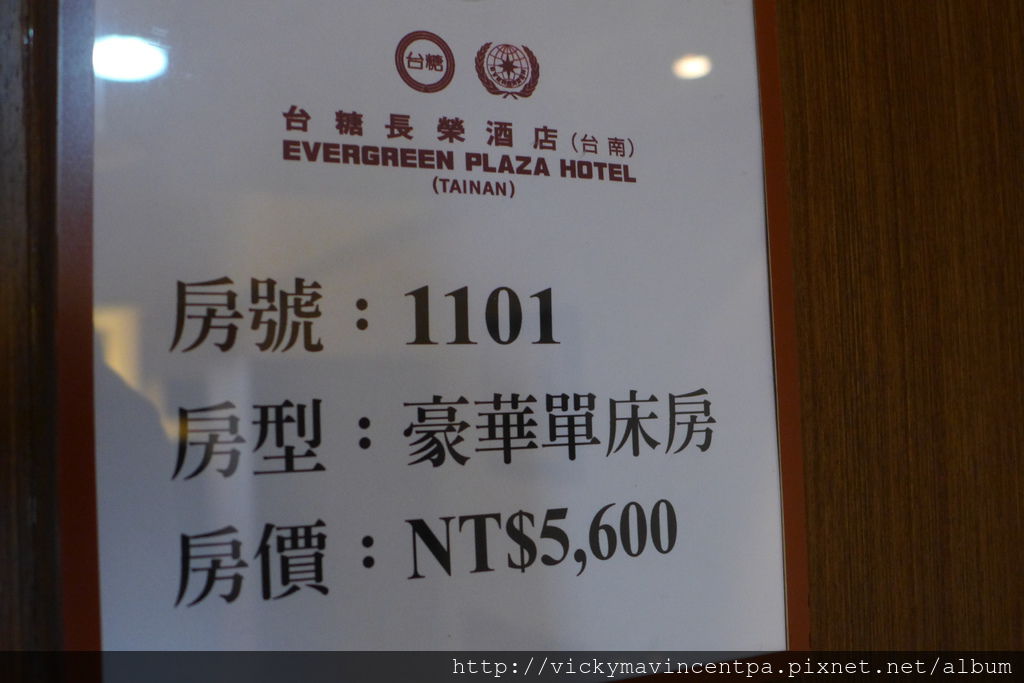 台糖
EVERGREEN
台糖長榮酒店(台南)
EVERGREEN PLAZA HOTEL
(TAINAN)
房號：1101
房型：豪華單床房
房價：NT$5,600
http://vickymavincentpa.pixnet.net/album